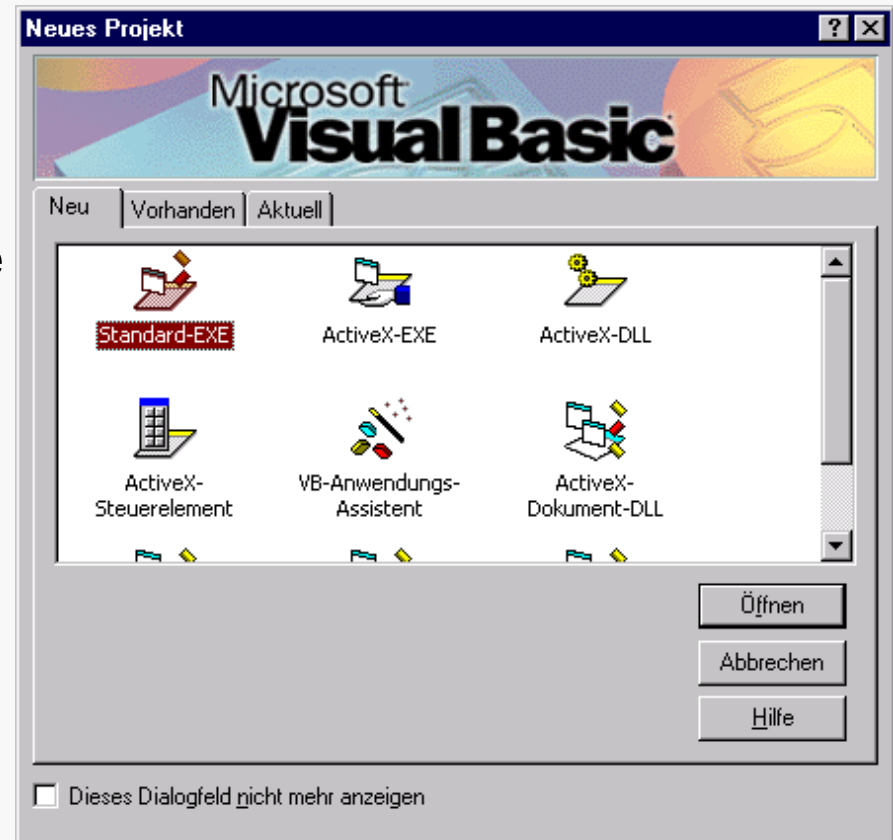 Neues Projekt
Microsoft
Visual Basic
Neu Vorhanden Aktuell
e
Standard-EXE ActiveX-EXE ActiveX-DLL
ActiveX- VB-Anwendungs- ActiveX-
Steuerelement Assistent Dokument-DLL
Öffnen
Abbrechen
Hilfe
Dieses Dialogfeld nicht mehr anzeigen